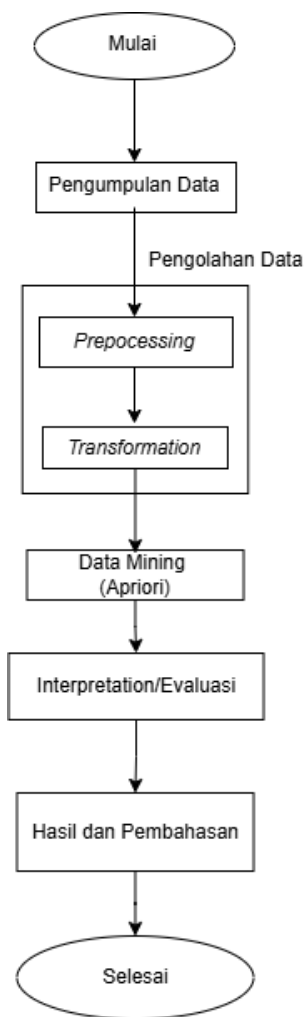 Mulai
Pengumpulan Data
Pengolahan Data
Prepocessing
Transformation
Data Mining
(Apriori)
Interpretation/Evaluasi
Hasil dan Pembahasan
Selesai